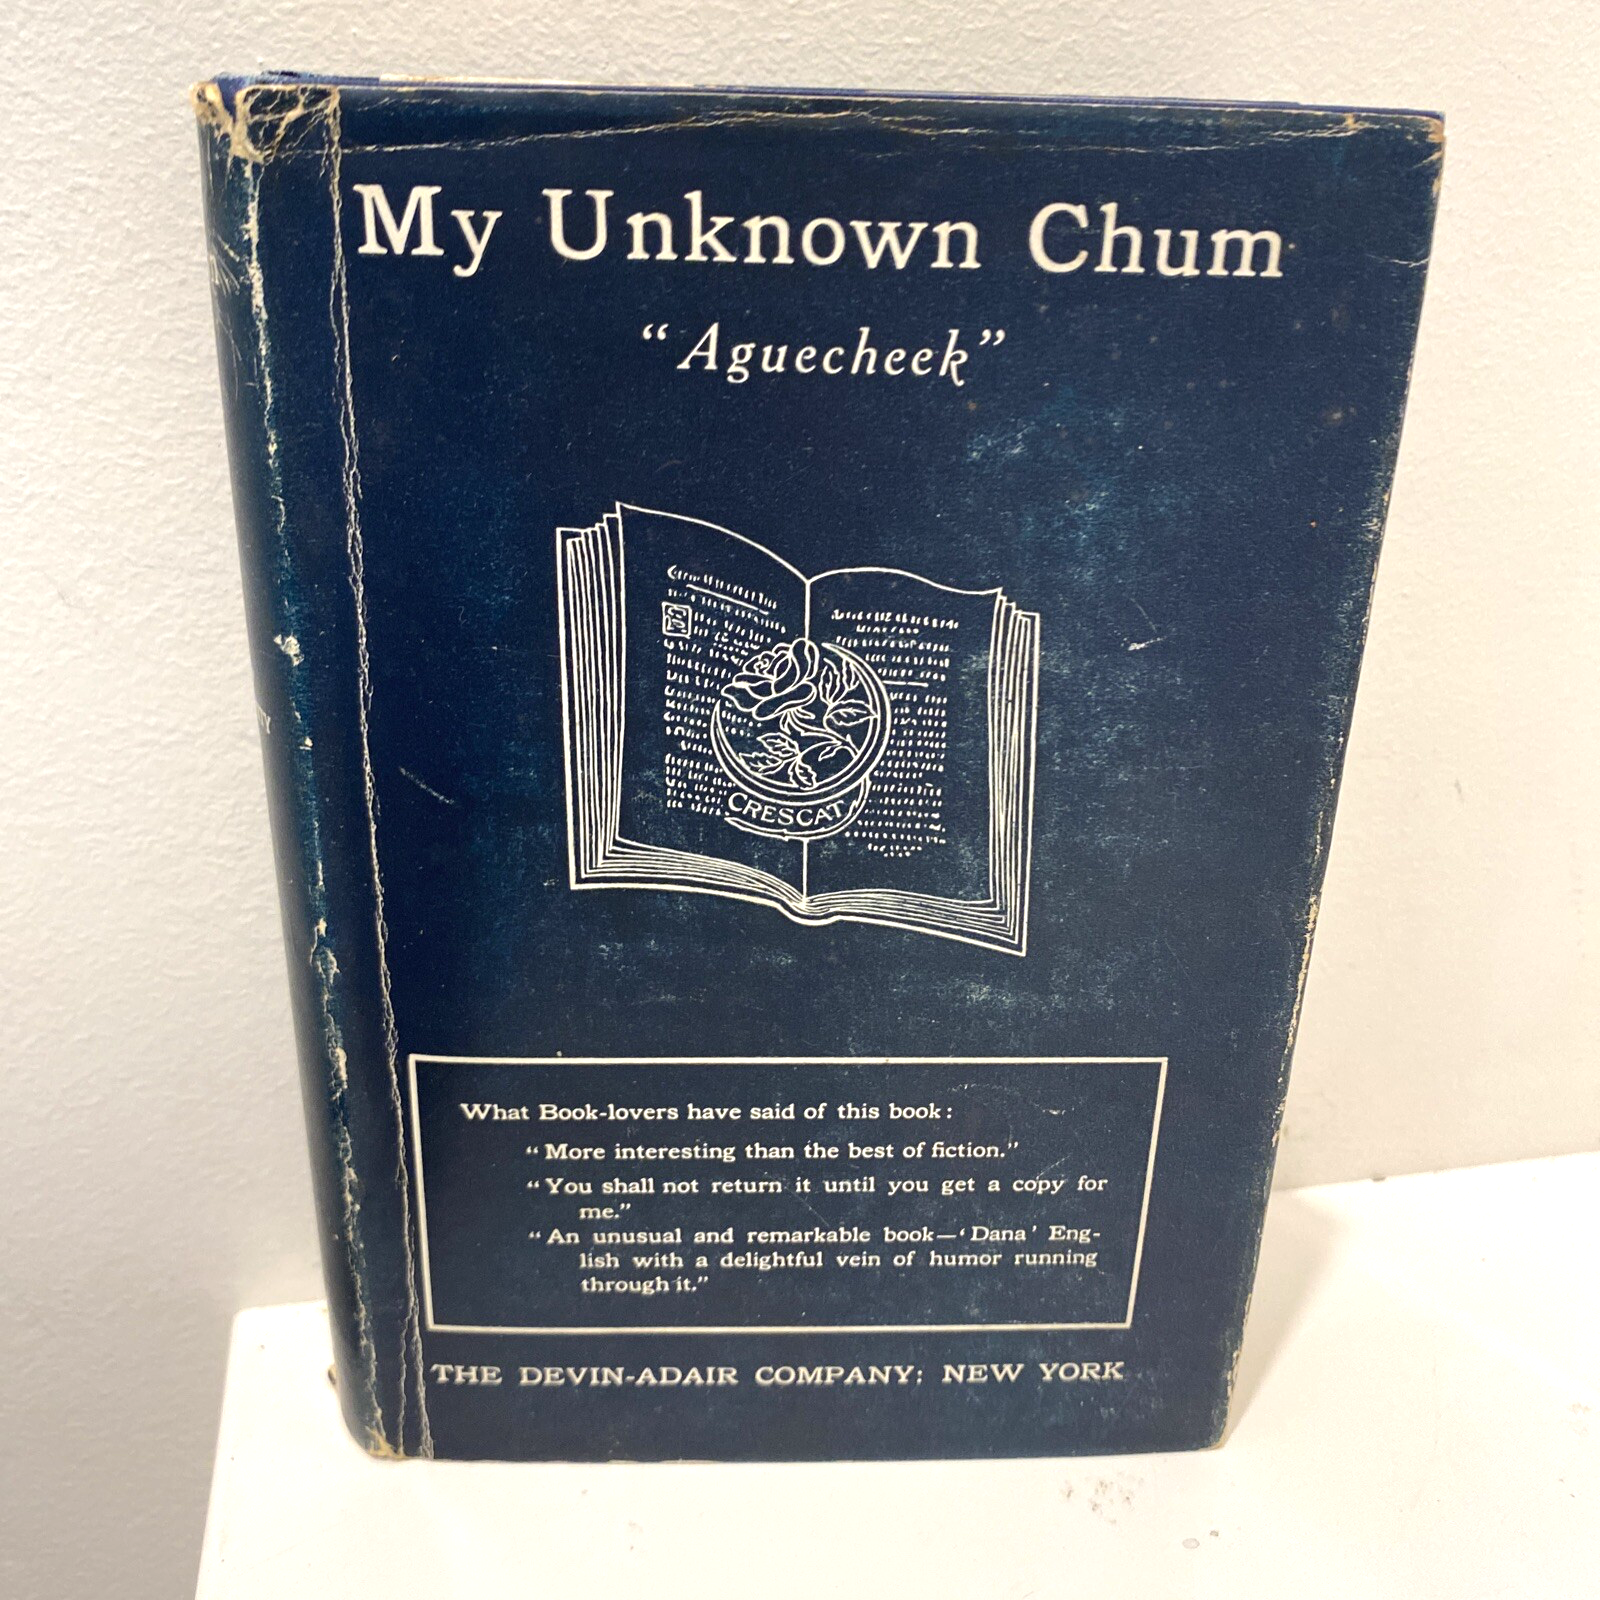 My Unknown Chum
“Aguecheek”
CRESCAT
What Book-lovers have said of this book:
“More interesting than the best of fiction.”
“You shall not return it until you get a copy for
me.”
“An unusual and remarkable book—‘Dana’ Eng-
lish with a delightful vein of humor running
through it.”
THE DEVIN-ADAIR COMPANY: NEW YORK